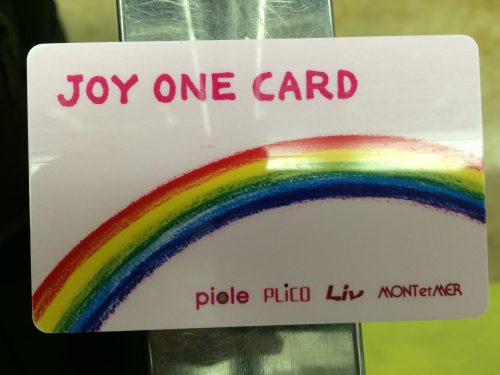 JOY ONE CARD
piole PLiCO Liv MONTetMER